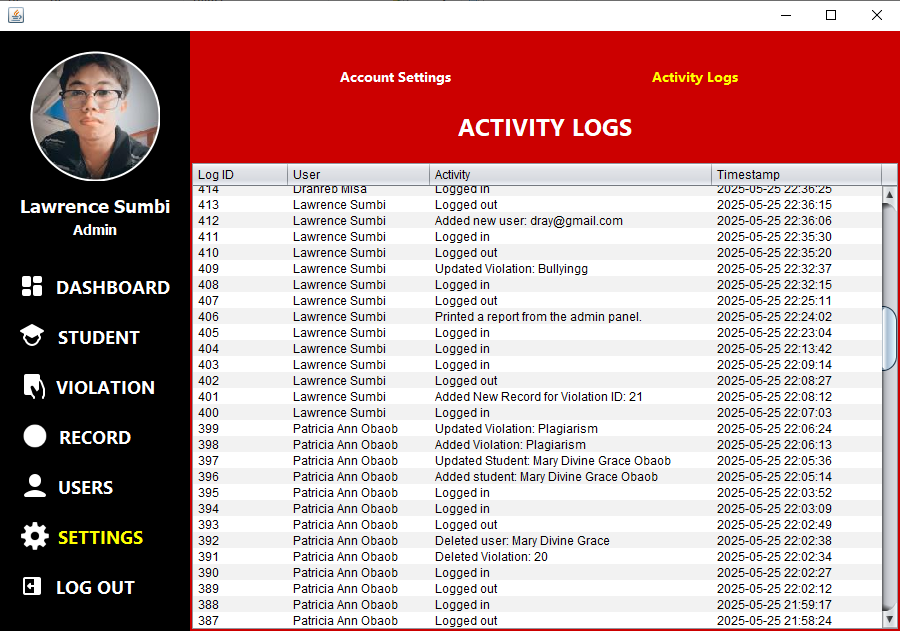 Account Settings Activity Logs
ACTIVITY LOGS
Lawrence Sumbi
Admin
DASHBOARD
STUDENT
VIOLATION
RECORD
USERS
SETTINGS
LOG OUT
Log ID User Activity Timestamp
414 Dranreb Misa Logged in 2025-05-25 22:36:25
413 Lawrence Sumbi Logged out 2025-05-25 22:36:15
412 Lawrence Sumbi Added new user: dray@gmail.com 2025-05-25 22:36:06
411 Lawrence Sumbi Logged in 2025-05-25 22:35:30
410 Lawrence Sumbi Logged out 2025-05-25 22:35:20
409 Lawrence Sumbi Updated Violation: Bullyingg 2025-05-25 22:32:37
408 Lawrence Sumbi Logged in 2025-05-25 22:32:15
407 Lawrence Sumbi Logged out 2025-05-25 22:25:11
406 Lawrence Sumbi Printed a report from the admin panel. 2025-05-25 22:24:02
405 Lawrence Sumbi Logged in 2025-05-25 22:23:04
404 Lawrence Sumbi Logged in 2025-05-25 22:13:42
403 Lawrence Sumbi Logged in 2025-05-25 22:09:14
402 Lawrence Sumbi Logged out 2025-05-25 22:08:27
401 Lawrence Sumbi Added New Record for Violation ID: 21 2025-05-25 22:08:12
400 Lawrence Sumbi Logged in 2025-05-25 22:07:03
399 Patricia Ann Obaob Updated Violation: Plagiarism 2025-05-25 22:06:24
398 Patricia Ann Obaob Added Violation: Plagiarism 2025-05-25 22:06:13
397 Patricia Ann Obaob Updated Student: Mary Divine Grace Obaob 2025-05-25 22:05:36
396 Patricia Ann Obaob Added student: Mary Divine Grace Obaob 2025-05-25 22:05:14
395 Patricia Ann Obaob Logged in 2025-05-25 22:03:52
394 Patricia Ann Obaob Logged in 2025-05-25 22:03:09
393 Patricia Ann Obaob Logged out 2025-05-25 22:02:49
392 Patricia Ann Obaob Deleted user: Mary Divine Grace 2025-05-25 22:02:38
391 Patricia Ann Obaob Deleted Violation: 20 2025-05-25 22:02:34
390 Patricia Ann Obaob Logged in 2025-05-25 22:02:27
389 Patricia Ann Obaob Logged out 2025-05-25 22:02:12
388 Patricia Ann Obaob Logged in 2025-05-25 21:59:17
387 Patricia Ann Obaob Logged out 2025-05-25 21:58:24